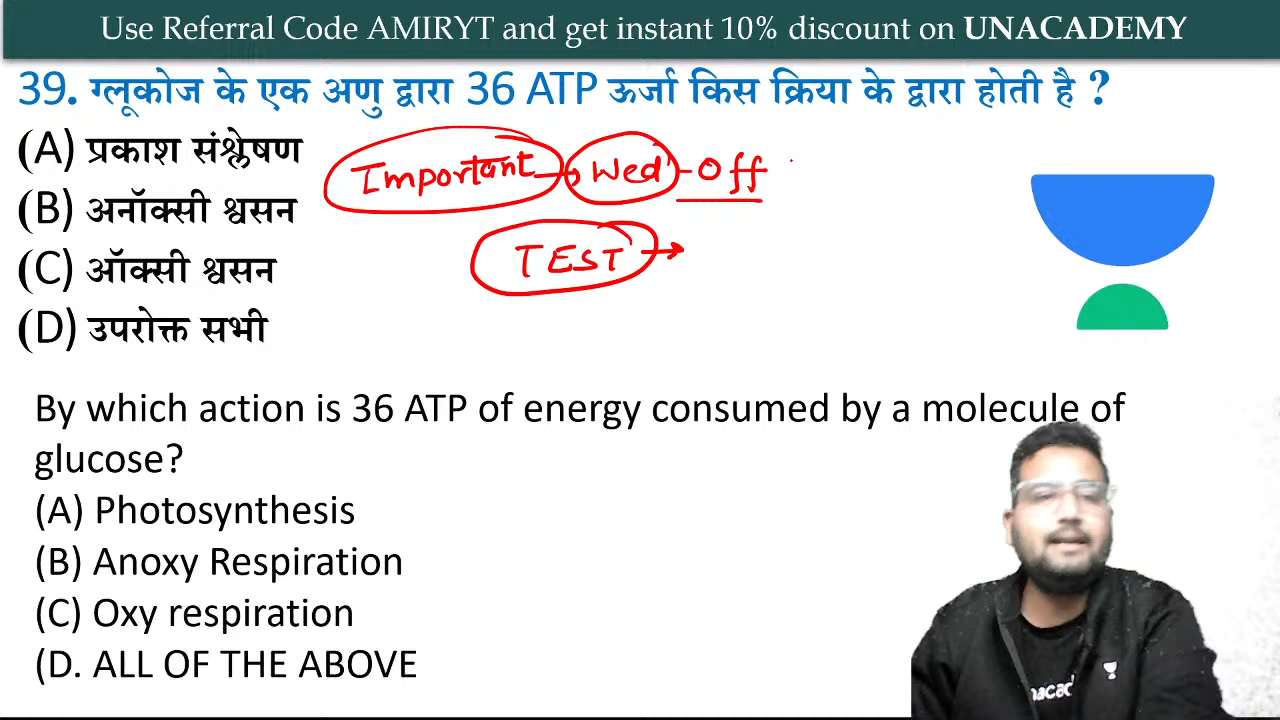 Use Referral Code AMIRYT and get instant 10% discount on UNACADEMY
39. ग्लूकोज के एक अणु द्वारा 36 ATP ऊर्जा किस क्रिया के द्वारा होती है ?
(A) प्रकाश संश्लेषण
Important → Wed - Off
(B) अनॉक्सी श्वसन
TEST →
(C) ऑक्सी श्वसन
(D) उपरोक्त सभी
By which action is 36 ATP of energy consumed by a molecule of
glucose?
(A) Photosynthesis
(B) Anoxy Respiration
(C) Oxy respiration
(D. ALL OF THE ABOVE